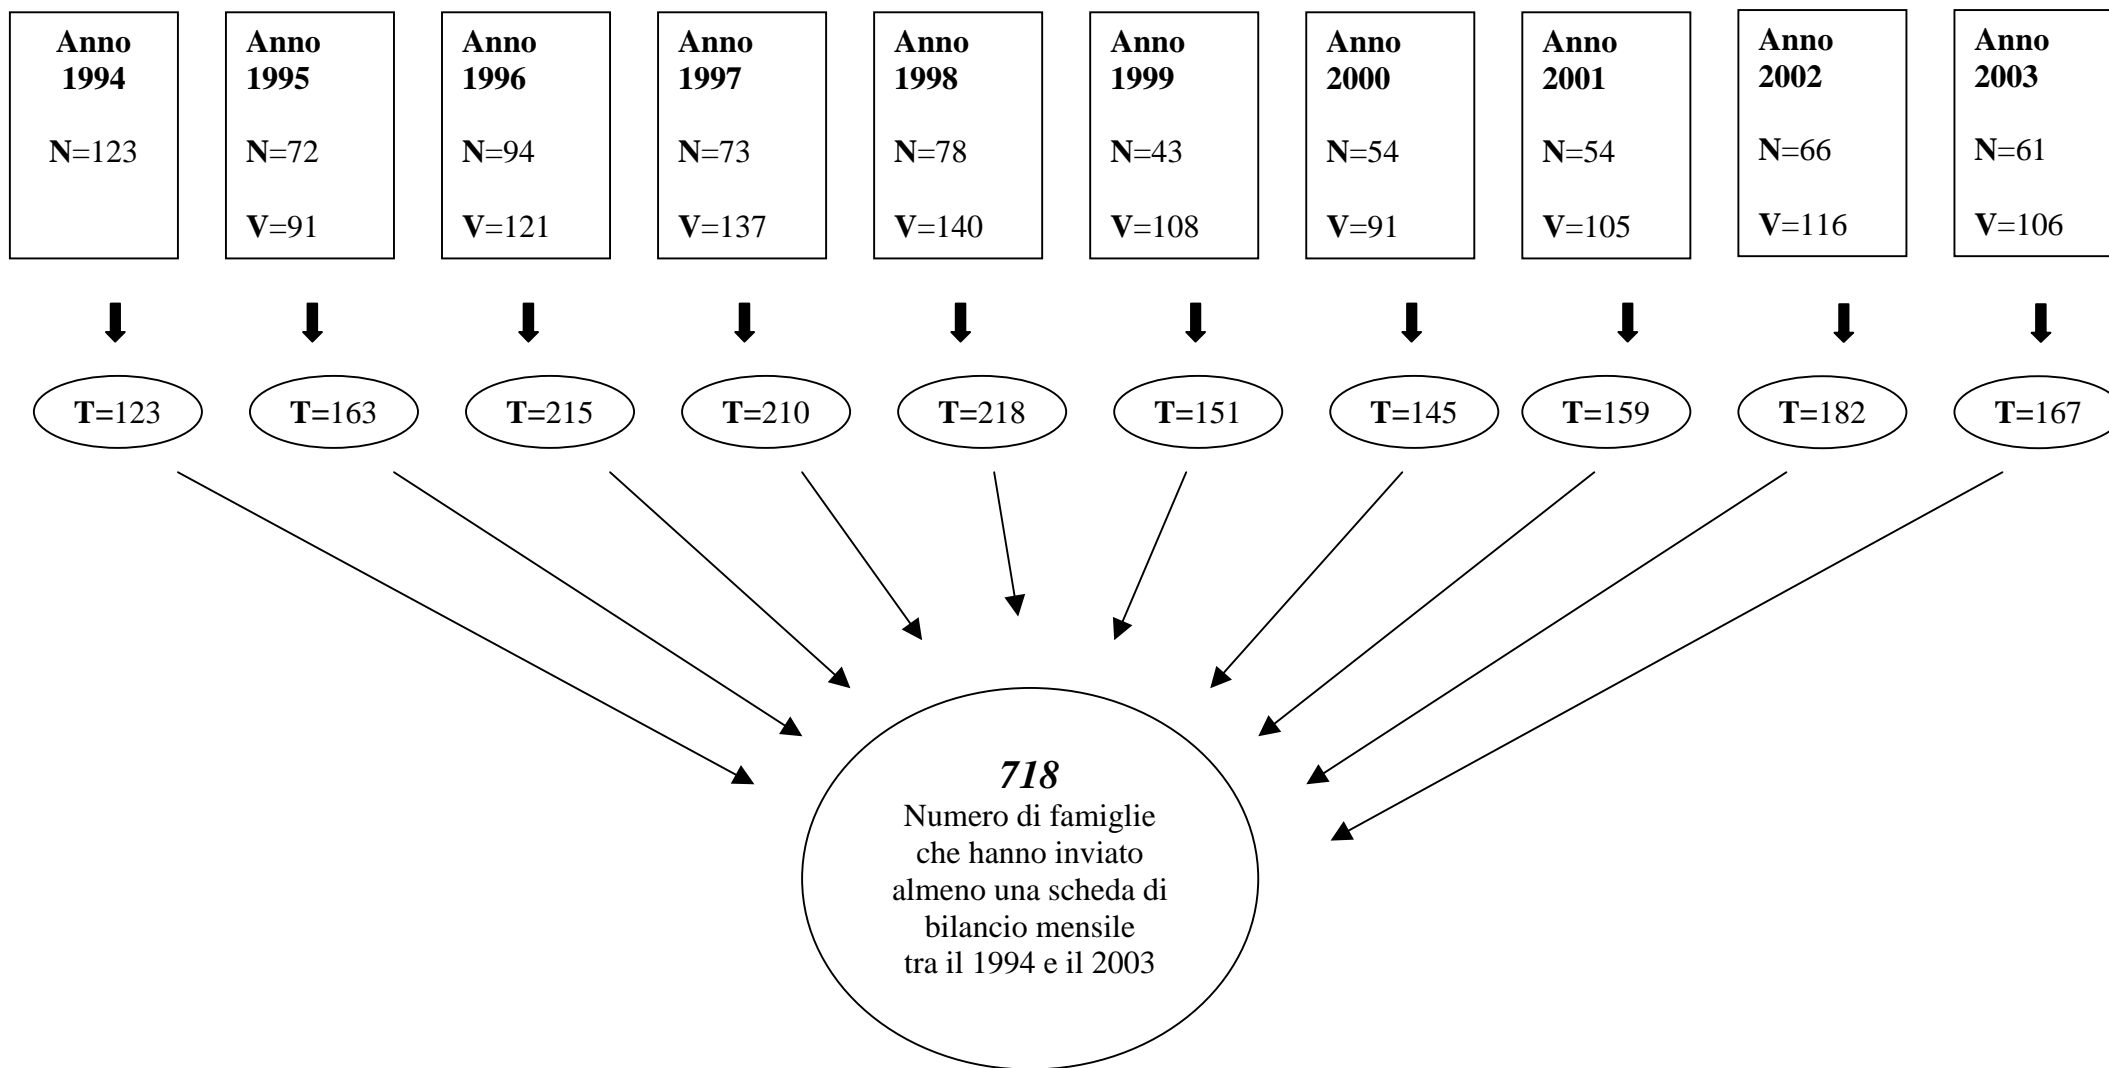 Anno
1994
N=123
Anno
1995
N=72
V=91
Anno
1996
N=94
V=121
Anno
1997
N=73
V=137
Anno
1998
N=78
V=140
Anno
1999
N=43
V=108
Anno
2000
N=54
V=91
Anno
2001
N=54
V=105
Anno
2002
N=66
V=116
Anno
2003
N=61
V=106
T=123
T=163
T=215
T=210
T=218
T=151
T=145
T=159
T=182
T=167
718
Numero di famiglie
che hanno inviato
almeno una scheda di
bilancio mensile
tra il 1994 e il 2003